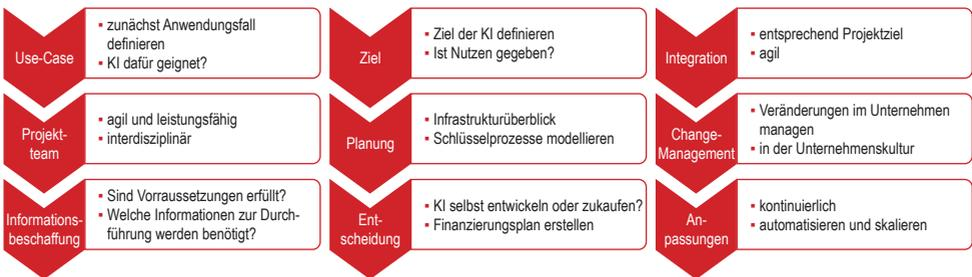 Use-Case
▪ zunächst Anwendungsfall
definieren
▪ KI dafür geignet?
Projekt-
team
▪ agil und leistungsfähig
▪ interdisziplinär
Informations-
beschaffung
▪ Sind Vorraussetzungen erfüllt?
▪ Welche Informationen zur Durch-
führung werden benötigt?
Ziel
▪ Ziel der KI definieren
▪ Ist Nutzen gegeben?
Planung
▪ Infrastrukturüberblick
▪ Schlüsselprozesse modellieren
Ent-
scheidung
▪ KI selbst entwickeln oder zukaufen?
▪ Finanzierungsplan erstellen
Integration
▪ entsprechend Projektziel
▪ agil
Change-
Management
▪ Veränderungen im Unternehmen
managen
▪ in der Unternehmenskultur
An-
passungen
▪ kontinuierlich
▪ automatisieren und skalieren